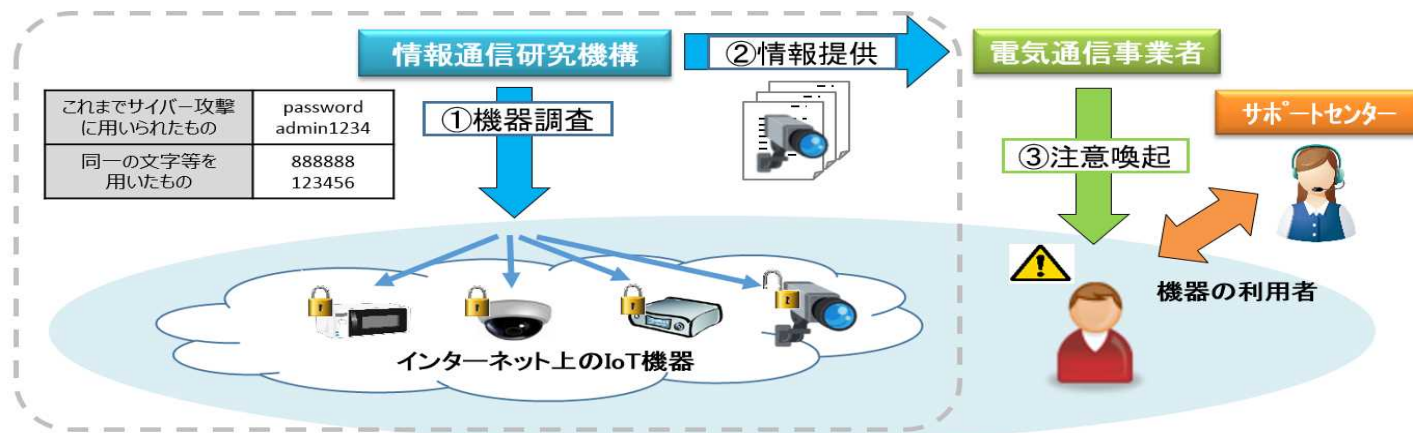 情報通信研究機構
②情報提供
電気通信事業者
これまでサイバー攻撃
に用いられたもの
password
admin1234
同一の文字等を
用いたもの
888888
123456
①機器調査
サポートセンター
③注意喚起
機器の利用者
インターネット上のIoT機器